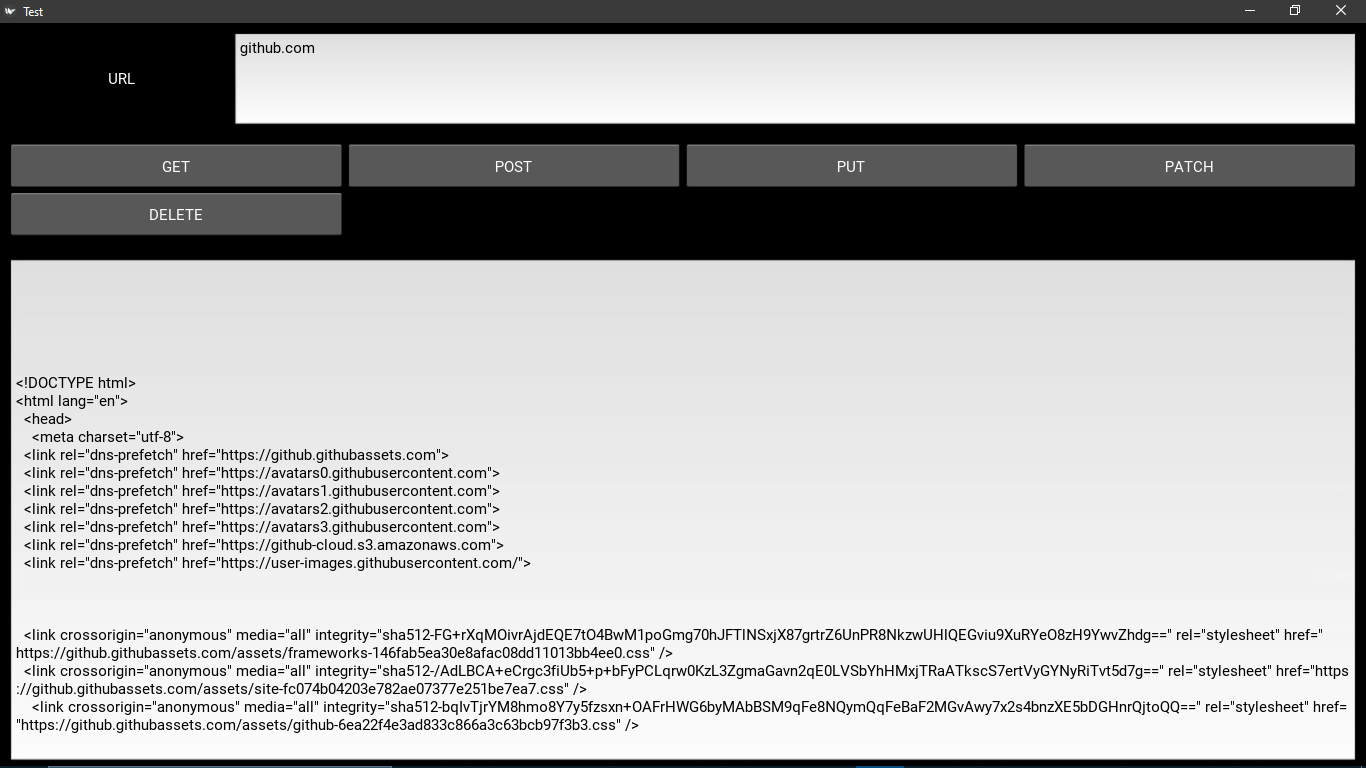 Test
github.com
URL
GET
POST
PUT
PATCH
DELETE
<!DOCTYPE html>
<html lang="en">
<head>
<meta charset="utf-8">
<link rel="dns-prefetch" href="https://github.githubassets.com">
<link rel="dns-prefetch" href="https://avatars0.githubusercontent.com">
<link rel="dns-prefetch" href="https://avatars1.githubusercontent.com">
<link rel="dns-prefetch" href="https://avatars2.githubusercontent.com">
<link rel="dns-prefetch" href="https://avatars3.githubusercontent.com">
<link rel="dns-prefetch" href="https://github-cloud.s3.amazonaws.com">
<link rel="dns-prefetch" href="https://user-images.githubusercontent.com/">
<link crossorigin="anonymous" media="all" integrity="sha512-FG+rXqMOivrAjdEQE7tO4BwM1poGmg70hJFTINSxjX87grtrZ6UnPR8NkzwUHIQEGviu9XuRYeO8zH9YwvZhdg==" rel="stylesheet" href="
https://github.githubassets.com/assets/frameworks-146fab5ea30e8afac08dd11013bb4ee0.css" />
<link crossorigin="anonymous" media="all" integrity="sha512-/AdLBCA+eCrgc3fiUb5+p+bFyPCLqrw0KzL3ZgmaGavn2qE0LVSbYhHMxjTRaATkscS7ertVyGYNyRiTvt5d7g==" rel="stylesheet" href="https
://github.githubassets.com/assets/site-fc074b04203e782ae07377e251be7ea7.css" />
<link crossorigin="anonymous" media="all" integrity="sha512-bqIvTjrYM8hmo8Y7y5fzsxn+OAFrHWG6byMAbBSM9qFe8NQymQqFeBaF2MGvAwy7x2s4bnzXE5bDGHnrQjtoQQ==" rel="stylesheet" href=
"https://github.githubassets.com/assets/github-6ea22f4e3ad833c866a3c63bcb97f3b3.css" />